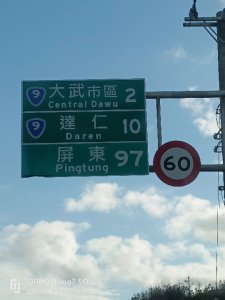 9 大武市區 2
Central Dawu
9 達仁 10
Daren
屏東 97
Pingtung
60
OPPO Reno7 5G